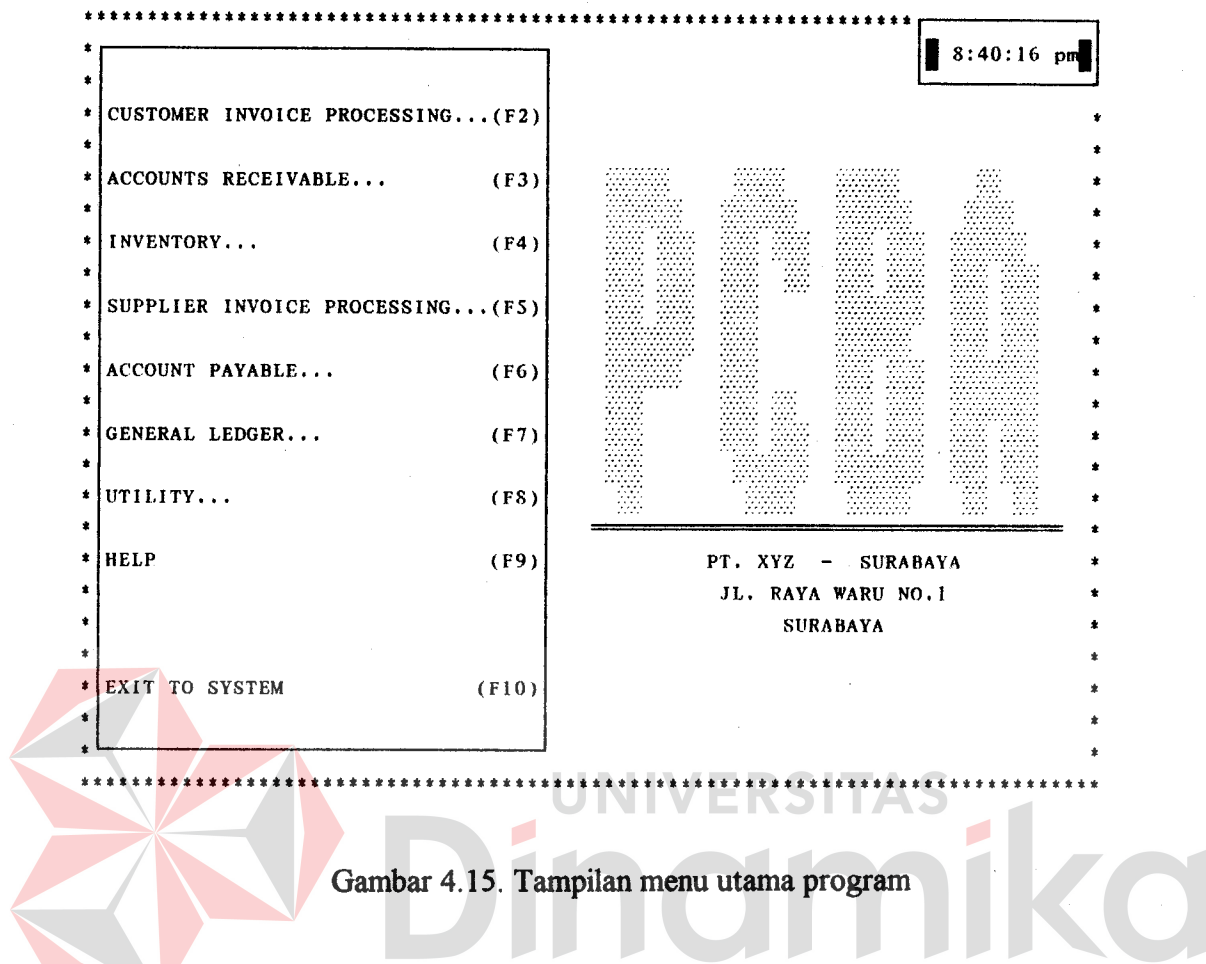 8:40:16 pm
CUSTOMER INVOICE PROCESSING...(F2)
ACCOUNTS RECEIVABLE... (F3)
INVENTORY... (F4)
SUPPLIER INVOICE PROCESSING...(F5)
ACCOUNT PAYABLE... (F6)
GENERAL LEDGER... (F7)
UTILITY... (F8)
HELP (F9)
EXIT TO SYSTEM (F10)
PCBA
PT. XYZ - SURABAYA
JL. RAYA WARU NO.1
SURABAYA
UNIVERSITAS
Dinamika
Gambar 4.15. Tampilan menu utama program